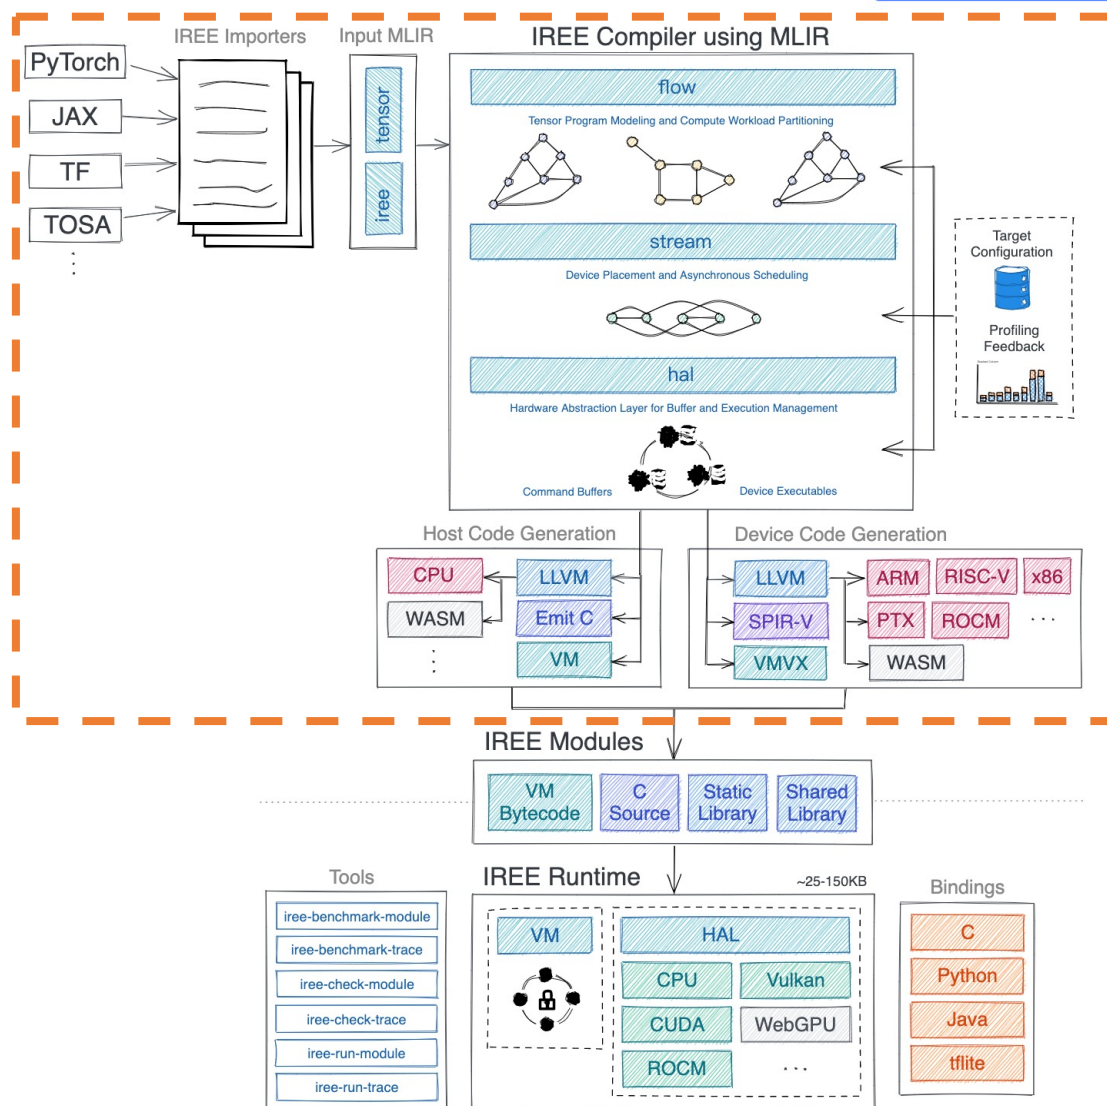 IREE Importers
Input MLIR
IREE Compiler using MLIR
PyTorch
JAX
TF
TOSA
⋮
tensor
iree
flow
Tensor Program Modeling and Compute Workload Partitioning
stream
Device Placement and Asynchronous Scheduling
hal
Hardware Abstraction Layer for Buffer and Execution Management
Command Buffers
Device Executables
Target
Configuration
Profiling
Feedback
Host Code Generation
CPU
LLVM
WASM
Emit C
⋮
VM
Device Code Generation
LLVM
ARM
RISC-V
x86
SPIR-V
PTX
ROCM
...
VMVX
WASM
IREE Modules
VM
Bytecode
C
Source
Static
Library
Shared
Library
Tools
iree-benchmark-module
iree-benchmark-trace
iree-check-module
iree-check-trace
iree-run-module
iree-run-trace
IREE Runtime
~25-150KB
VM
HAL
CPU
Vulkan
CUDA
WebGPU
ROCM
...
Bindings
C
Python
Java
tflite